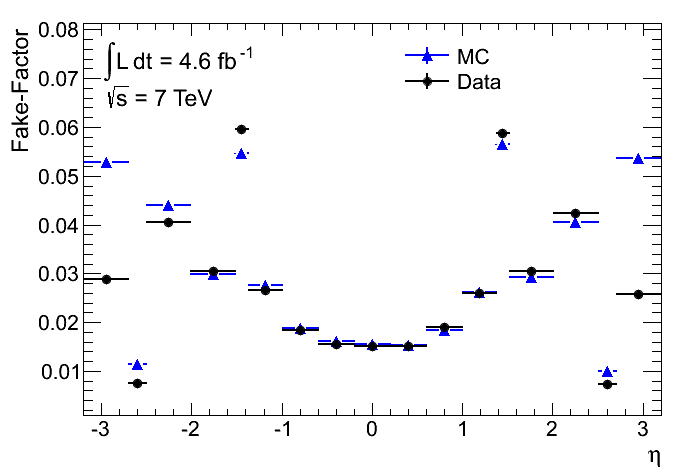 Fake-Factor
0.08
0.07
0.06
0.05
0.04
0.03
0.02
0.01
∫L dt = 4.6 fb⁻¹
√s = 7 TeV
MC
Data
-3 -2 -1 0 1 2 3
η